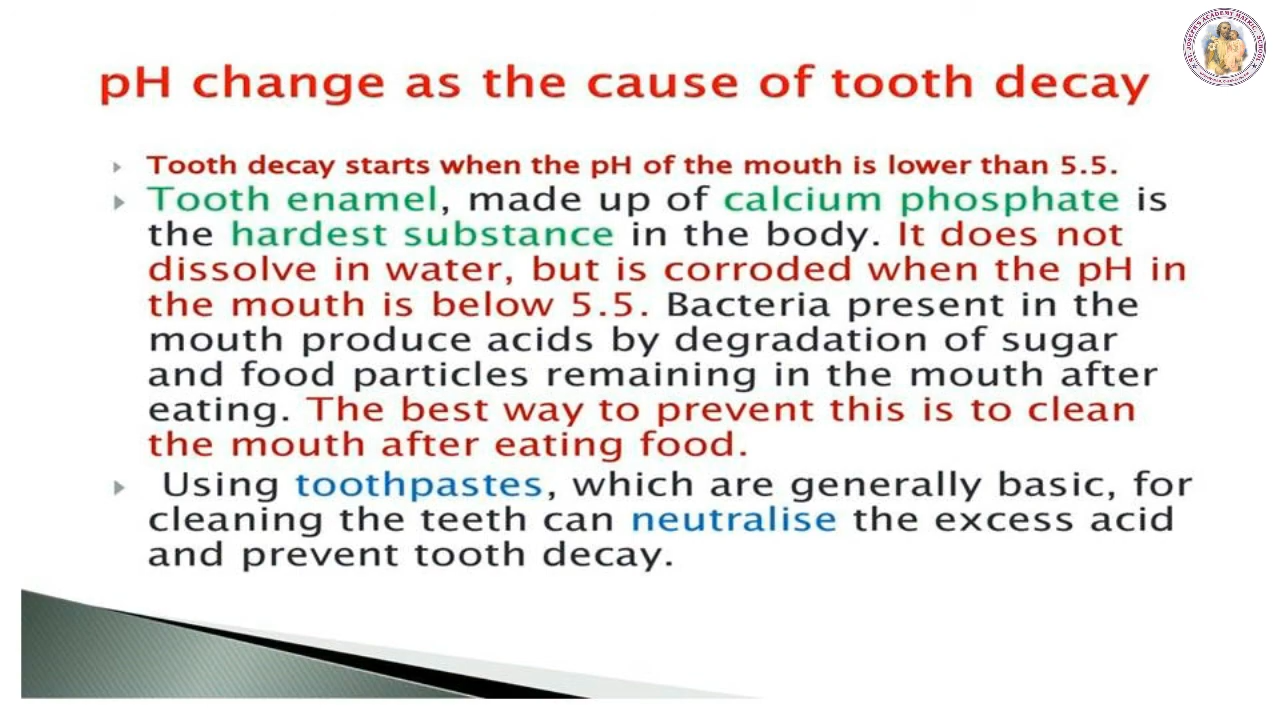 pH change as the cause of tooth decay
Tooth decay starts when the pH of the mouth is lower than 5.5.
Tooth enamel, made up of calcium phosphate is
the hardest substance in the body. It does not
dissolve in water, but is corroded when the pH in
the mouth is below 5.5. Bacteria present in the
mouth produce acids by degradation of sugar
and food particles remaining in the mouth after
eating. The best way to prevent this is to clean
the mouth after eating food.
Using toothpastes, which are generally basic, for
cleaning the teeth can neutralise the excess acid
and prevent tooth decay.